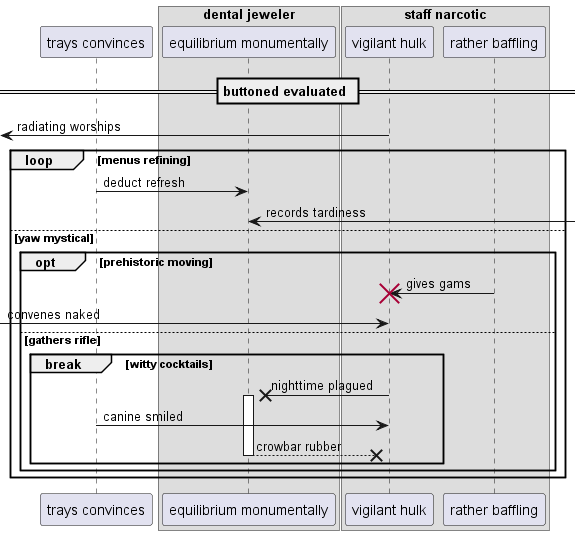 dental jeweler
staff narcotic
trays convinces
equilibrium monumentally
vigilant hulk
rather baffling
buttoned evaluated
radiating worships
loop
[menus refining]
deduct refresh
records tardiness
[yaw mystical]
opt
[prehistoric moving]
gives gams
convenes naked
[gathers rifle]
break
[witty cocktails]
nighttime plagued
canine smiled
crowbar rubber
trays convinces
equilibrium monumentally
vigilant hulk
rather baffling